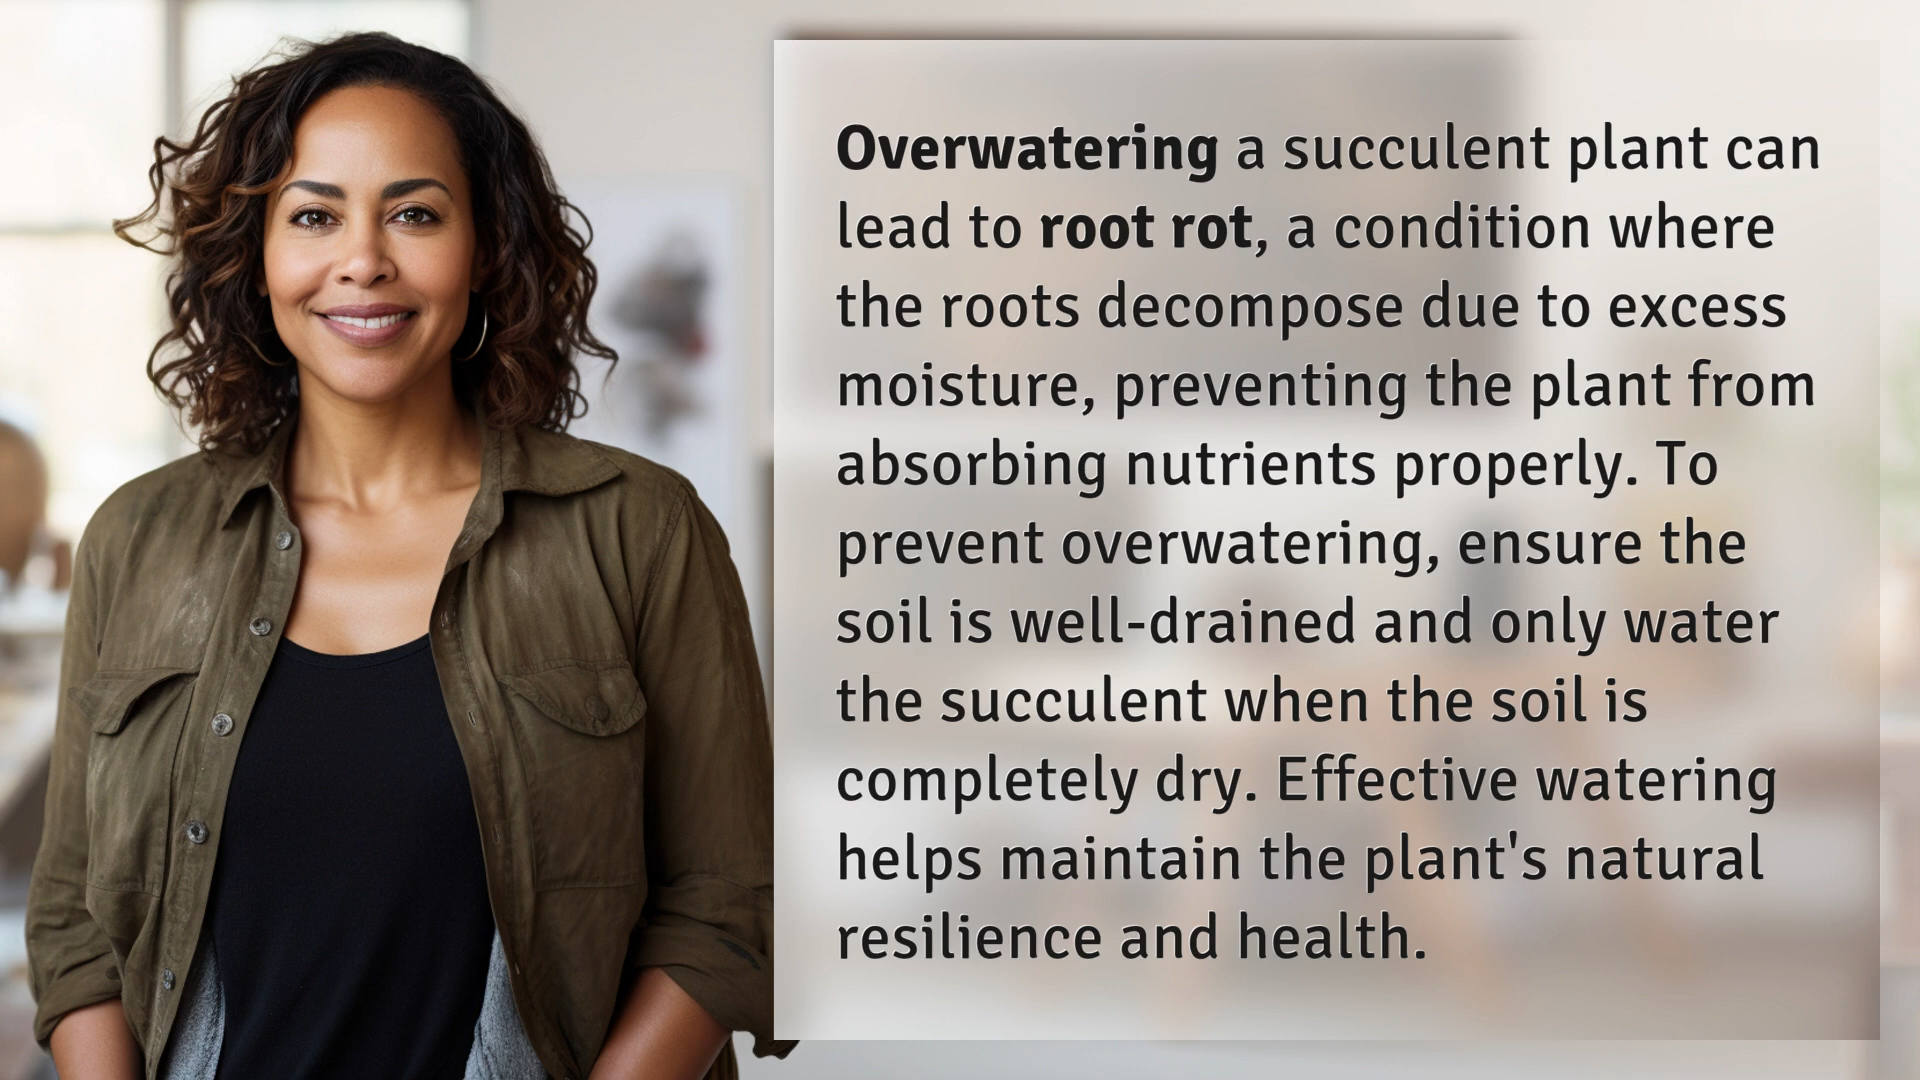 Overwatering a succulent plant can
lead to root rot, a condition where
the roots decompose due to excess
moisture, preventing the plant from
absorbing nutrients properly. To
prevent overwatering, ensure the
soil is well-drained and only water
the succulent when the soil is
completely dry. Effective watering
helps maintain the plant's natural
resilience and health.